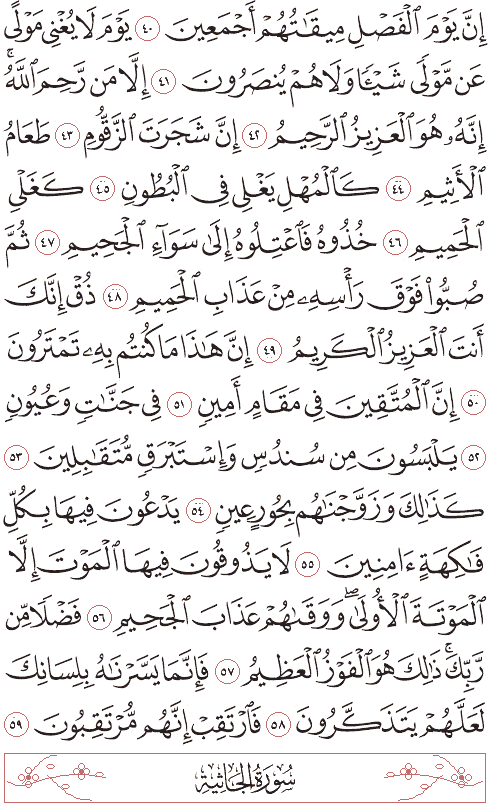 إِنَّ يَوْمَ ٱلْفَصْلِ مِيقَٰتُهُمْ أَجْمَعِينَ ٤٠ يَوْمَ لَا يُغْنِى مَوْلًى
عَن مَّوْلًى شَيْـًٔا وَلَا هُمْ يُنصَرُونَ ٤١ إِلَّا مَن رَّحِمَ ٱللَّهُ ۚ
إِنَّهُۥ هُوَ ٱلْعَزِيزُ ٱلرَّحِيمُ ٤٢ إِنَّ شَجَرَتَ ٱلزَّقُّومِ ٤٣ طَعَامُ
ٱلْأَثِيمِ ٤٤ كَٱلْمُهْلِ يَغْلِى فِى ٱلْبُطُونِ ٤٥ كَغَلْىِ
ٱلْحَمِيمِ ٤٦ خُذُوهُ فَٱعْتِلُوهُ إِلَىٰ سَوَآءِ ٱلْجَحِيمِ ٤٧ ثُمَّ
صُبُّوا۟ فَوْقَ رَأْسِهِۦ مِنْ عَذَابِ ٱلْحَمِيمِ ٤٨ ذُقْ إِنَّكَ
أَنتَ ٱلْعَزِيزُ ٱلْكَرِيمُ ٤٩ إِنَّ هَٰذَا مَا كُنتُم بِهِۦ تَمْتَرُونَ
٥٠ إِنَّ ٱلْمُتَّقِينَ فِى مَقَامٍ أَمِينٍ ٥١ فِى جَنَّٰتٍ وَعُيُونٍ
٥٢ يَلْبَسُونَ مِن سُندُسٍ وَإِسْتَبْرَقٍ مُّتَقَٰبِلِينَ ٥٣
كَذَٰلِكَ وَزَوَّجْنَٰهُم بِحُورٍ عِينٍ ٥٤ يَدْعُونَ فِيهَا بِكُلِّ
فَٰكِهَةٍ ءَامِنِينَ ٥٥ لَا يَذُوقُونَ فِيهَا ٱلْمَوْتَ إِلَّا
ٱلْمَوْتَةَ ٱلْأُولَىٰ ۖ وَوَقَىٰهُمْ عَذَابَ ٱلْجَحِيمِ ٥٦ فَضْلًا مِّن
رَّبِّكَ ۚ ذَٰلِكَ هُوَ ٱلْفَوْزُ ٱلْعَظِيمُ ٥٧ فَإِنَّمَا يَسَّرْنَٰهُ بِلِسَانِكَ
لَعَلَّهُمْ يَتَذَكَّرُونَ ٥٨ فَٱرْتَقِبْ إِنَّهُم مُّرْتَقِبُونَ ٥٩
سُورَةُ ٱلْجَاثِيَةِ